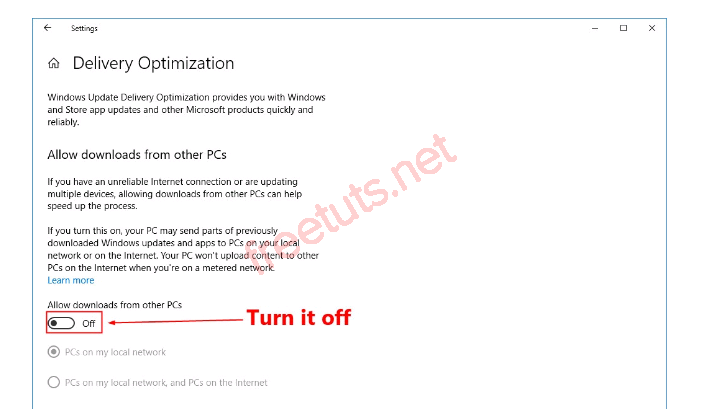 Settings
Delivery Optimization
Windows Update Delivery Optimization provides you with Windows
and Store app updates and other Microsoft products quickly and
reliably.
Allow downloads from other PCs
If you have an unreliable Internet connection or are updating
multiple devices, allowing downloads from other PCs can help
speed up the process.
If you turn this on, your PC may send parts of previously
downloaded Windows updates and apps to PCs on your local
network or on the Internet. Your PC won't upload content to other
PCs on the Internet when you're on a metered network.
Learn more
Allow downloads from other PCs
Off
Turn it off
PCs on my local network
PCs on my local network, and PCs on the Internet
freetuts.net